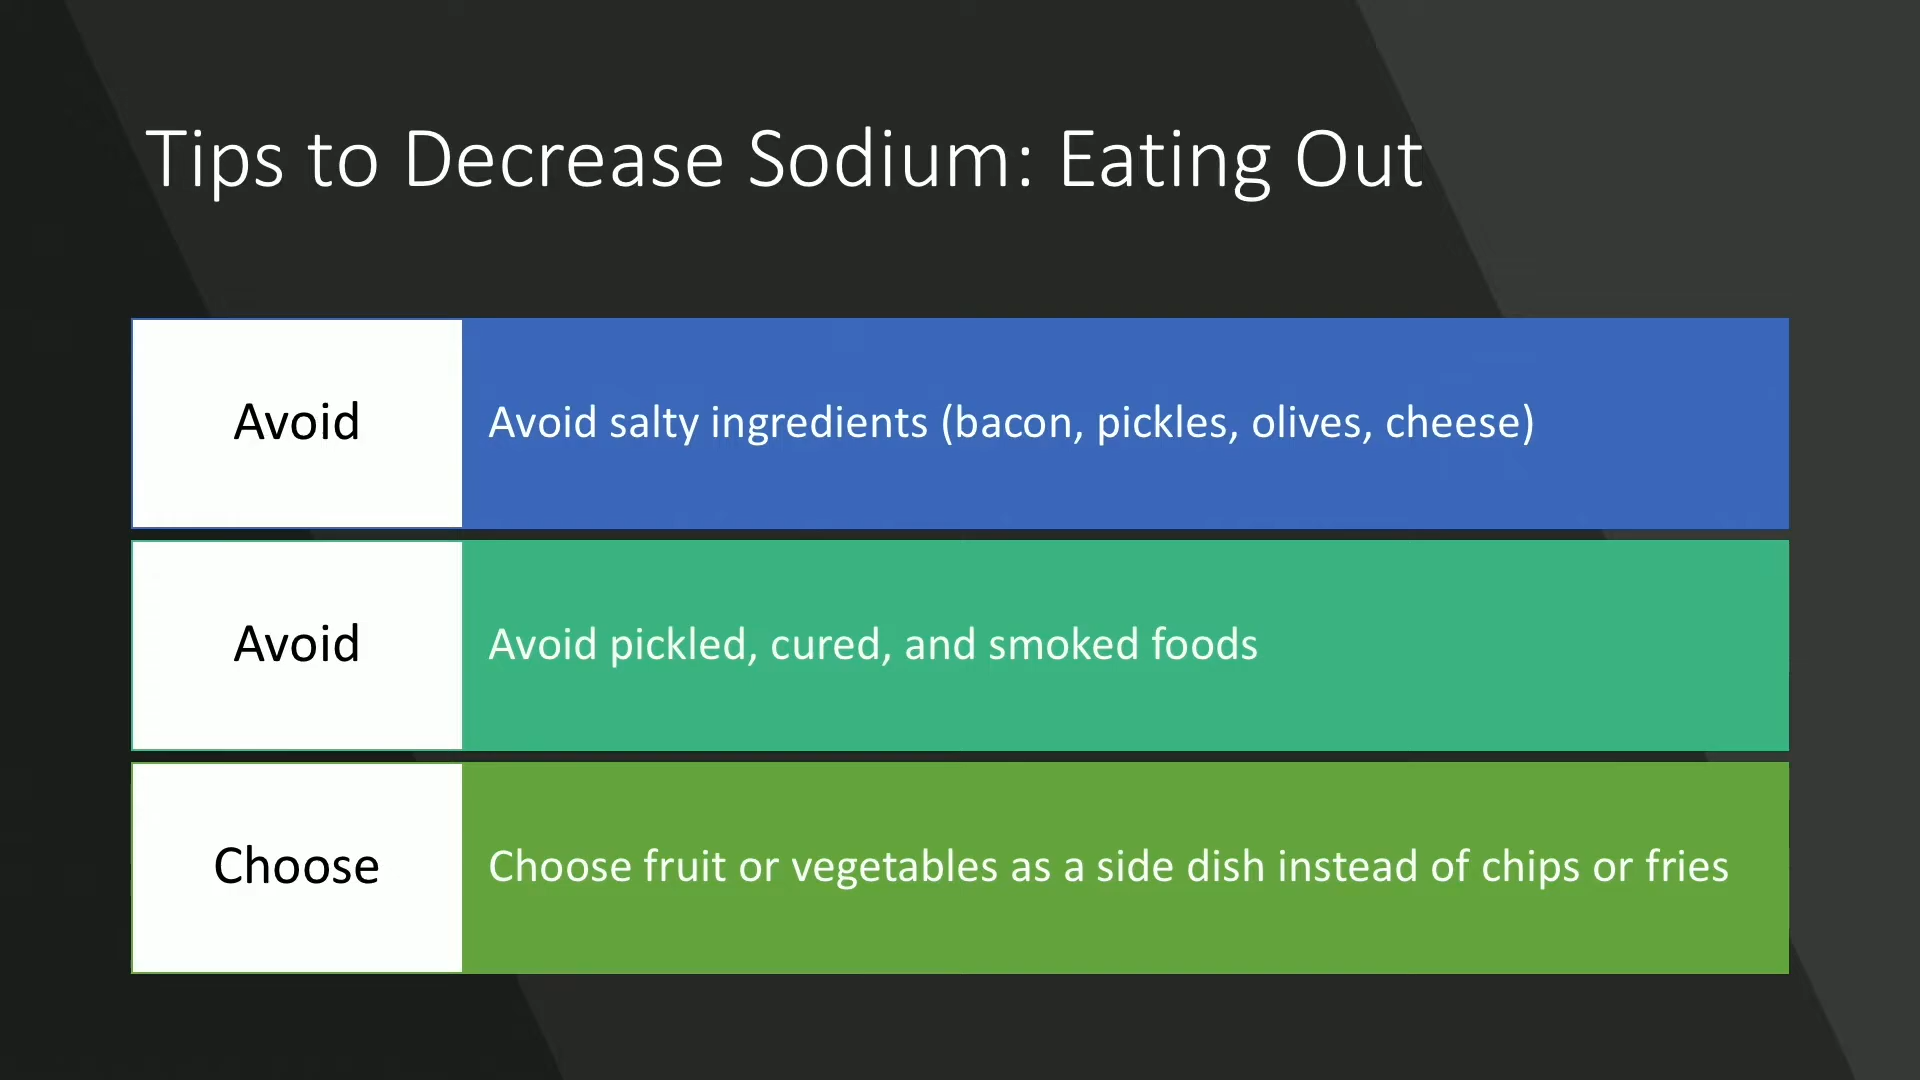 Tips to Decrease Sodium: Eating Out
Avoid
Avoid salty ingredients (bacon, pickles, olives, cheese)
Avoid
Avoid pickled, cured, and smoked foods
Choose
Choose fruit or vegetables as a side dish instead of chips or fries